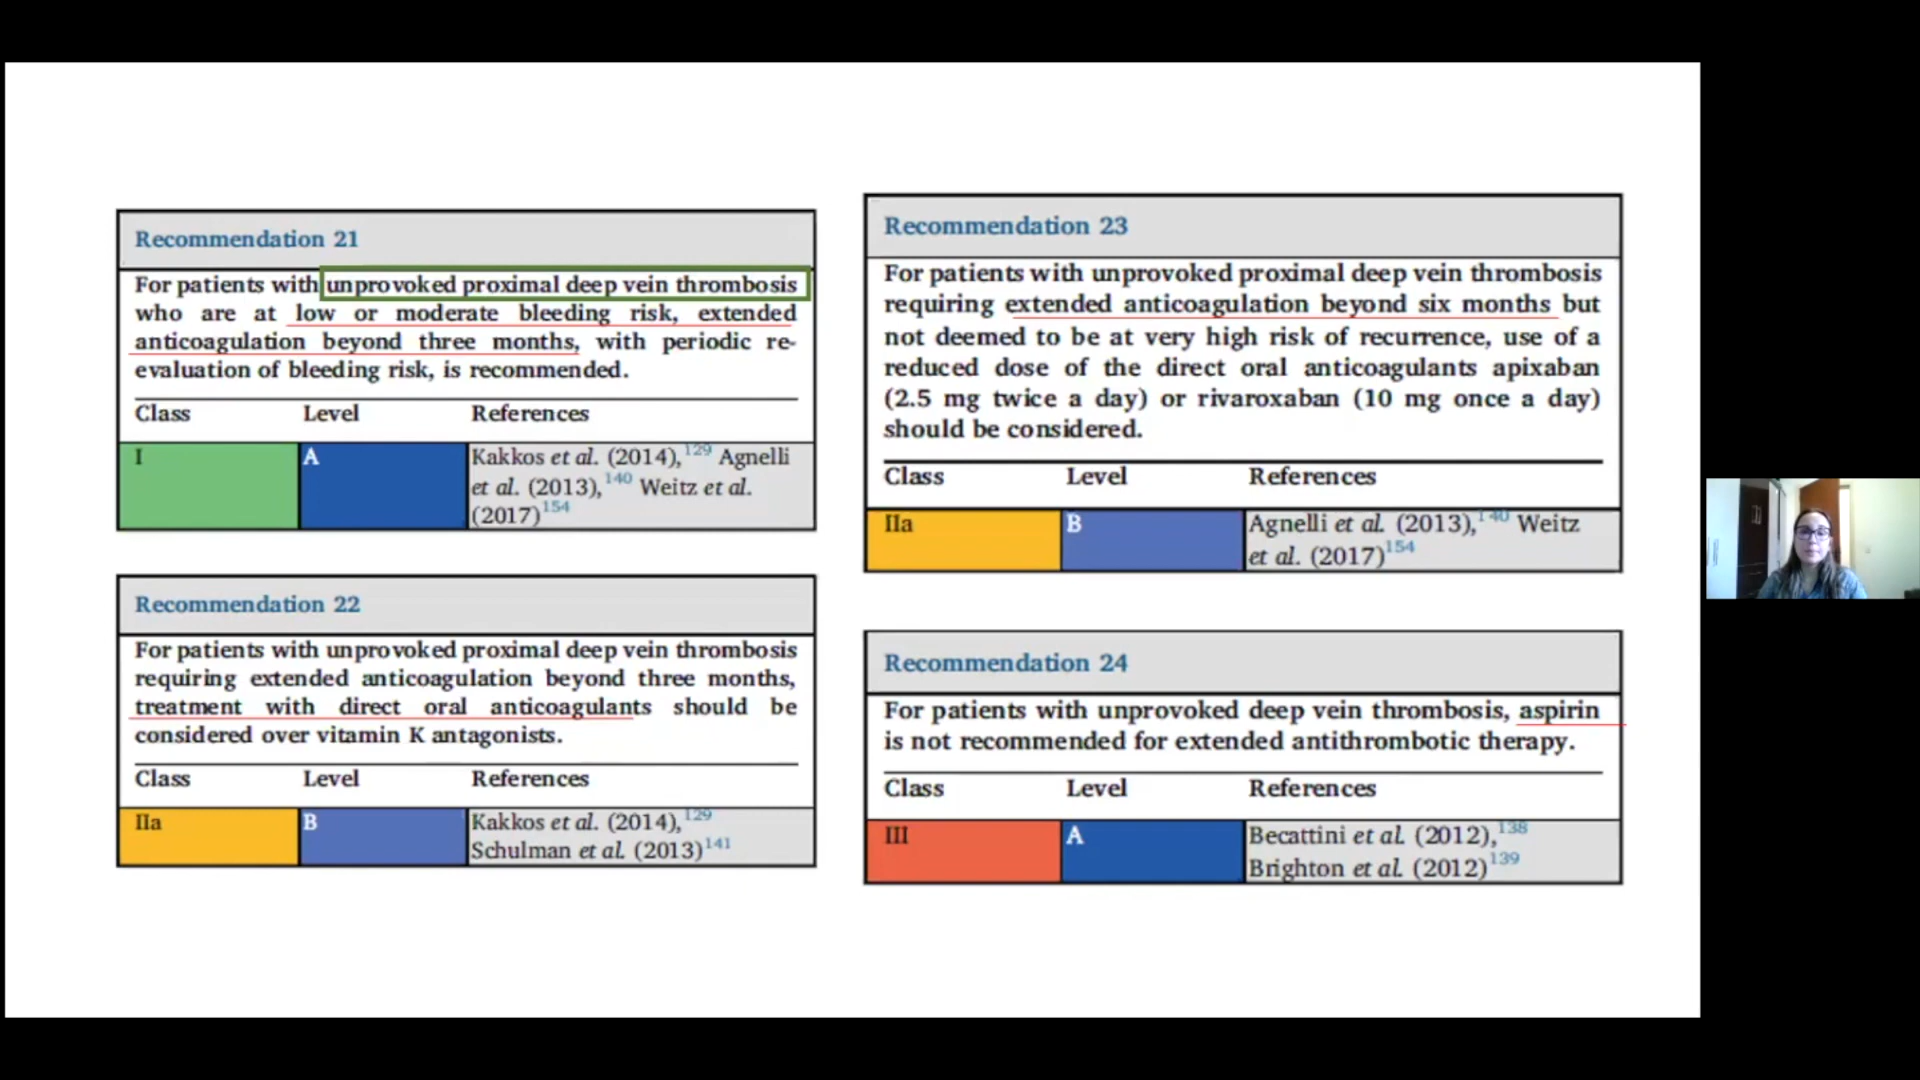 Recommendation 21
For patients with unprovoked proximal deep vein thrombosis
who are at low or moderate bleeding risk, extended
anticoagulation beyond three months, with periodic re-
evaluation of bleeding risk, is recommended.
Class Level References
I A Kakkos et al. (2014),129 Agnelli
et al. (2013),140 Weitz et al.
(2017)154
Recommendation 22
For patients with unprovoked proximal deep vein thrombosis
requiring extended anticoagulation beyond three months,
treatment with direct oral anticoagulants should be
considered over vitamin K antagonists.
Class Level References
IIa B Kakkos et al. (2014),129
Schulman et al. (2013)141
Recommendation 23
For patients with unprovoked proximal deep vein thrombosis
requiring extended anticoagulation beyond six months but
not deemed to be at very high risk of recurrence, use of a
reduced dose of the direct oral anticoagulants apixaban
(2.5 mg twice a day) or rivaroxaban (10 mg once a day)
should be considered.
Class Level References
IIa B Agnelli et al. (2013),140 Weitz
et al. (2017)154
Recommendation 24
For patients with unprovoked deep vein thrombosis, aspirin
is not recommended for extended antithrombotic therapy.
Class Level References
III A Becattini et al. (2012),138
Brighton et al. (2012)139